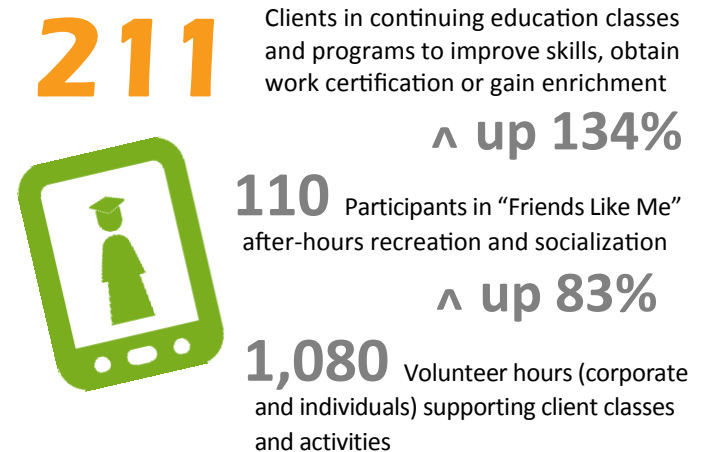 211
Clients in continuing education classes
and programs to improve skills, obtain
work certification or gain enrichment
^ up 134%
110 Participants in “Friends Like Me”
after-hours recreation and socialization
^ up 83%
1,080 Volunteer hours (corporate
and individuals) supporting client classes
and activities